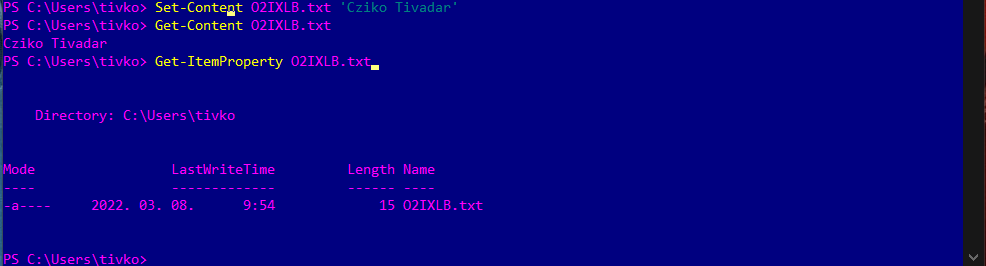 PS C:\Users\tivko> Set-Content O2IXLB.txt 'Cziko Tivadar'
PS C:\Users\tivko> Get-Content O2IXLB.txt
Cziko Tivadar
PS C:\Users\tivko> Get-ItemProperty O2IXLB.txt
Directory: C:\Users\tivko
Mode LastWriteTime Length Name
---- ------------- ------ ----
-a---- 2022. 03. 08. 9:54 15 O2IXLB.txt
PS C:\Users\tivko>